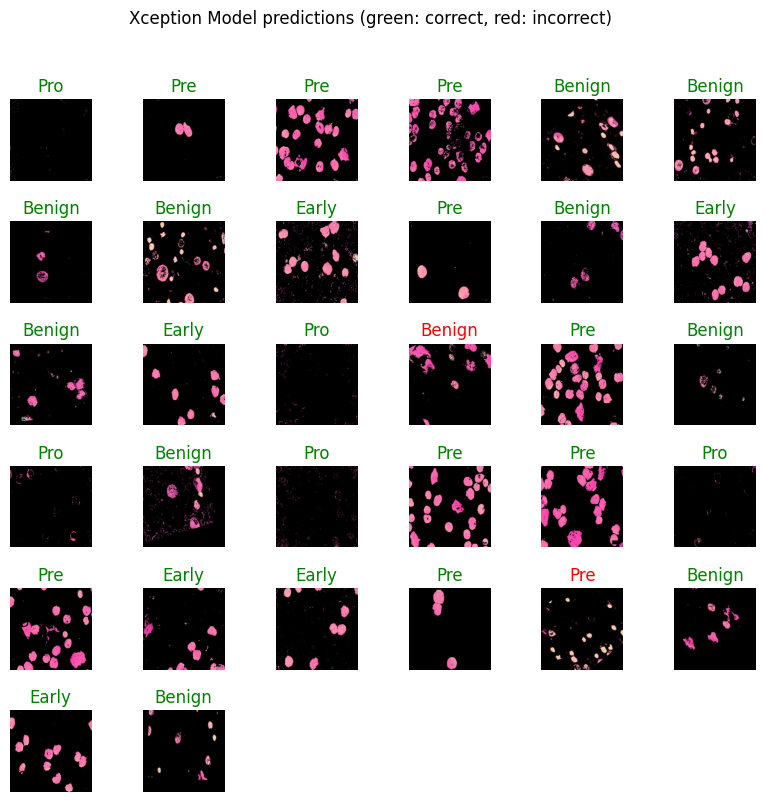 Xception Model predictions (green: correct, red: incorrect)
Pro Pre Pre Pre Benign Benign
Benign Benign Early Pre Benign Early
Benign Early Pro Benign Pre Benign
Pro Benign Pro Pre Pre Pro
Pre Early Early Pre Pre Benign
Early Benign